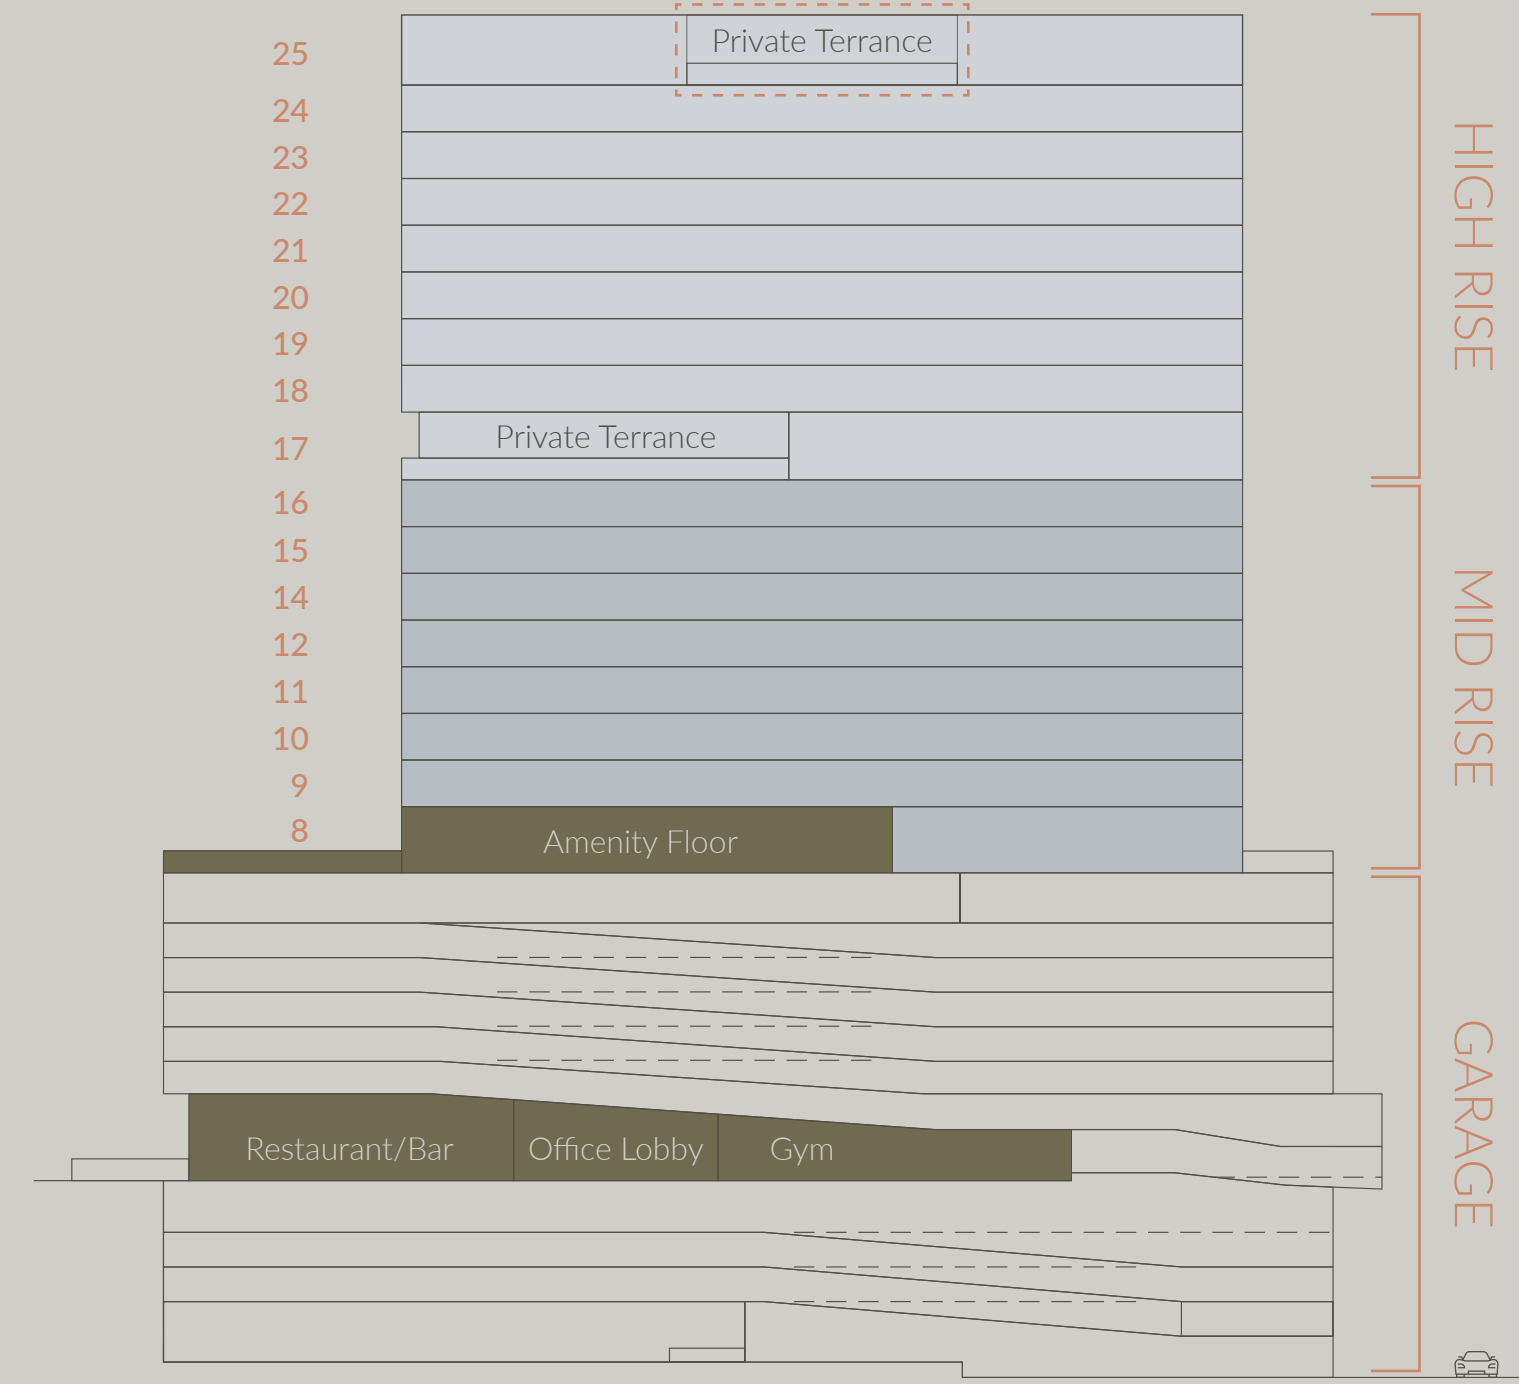 25
Private Terrance
24
23
22
21
20
19
18
17
Private Terrance
16
15
14
12
11
10
9
8
Amenity Floor
Restaurant/Bar
Office Lobby
Gym
HIGH RISE
MID RISE
GARAGE